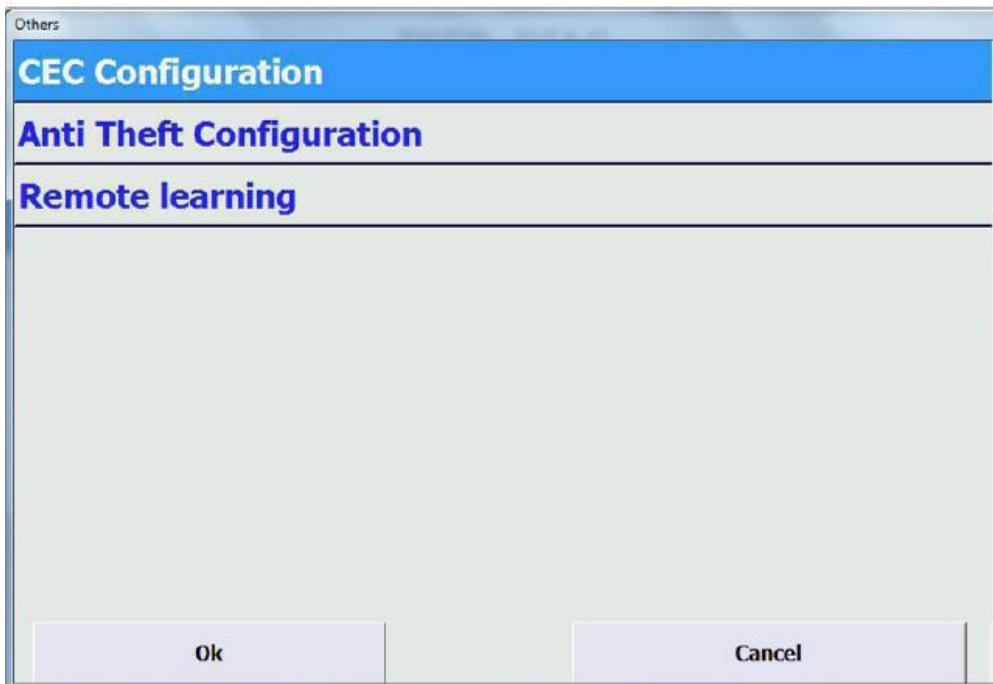 Others
CEC Configuration
Anti Theft Configuration
Remote learning
Ok
Cancel